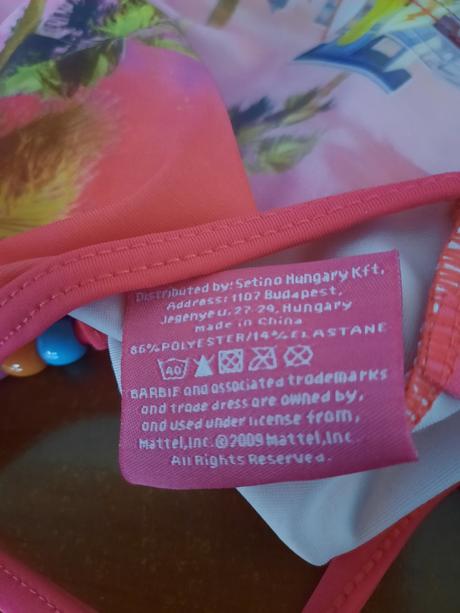 Distributed by: Setino Hungary Kft.
Address: 1107 Budapest,
Jegenye u. 27-29, Hungary
made in China
86%POLYESTER/14%ELASTANE
40
BARBIE and associated trademarks
and trade dress are owned by,
and used under license from,
Mattel,Inc.©2009 Mattel,Inc.
All Rights Reserved.